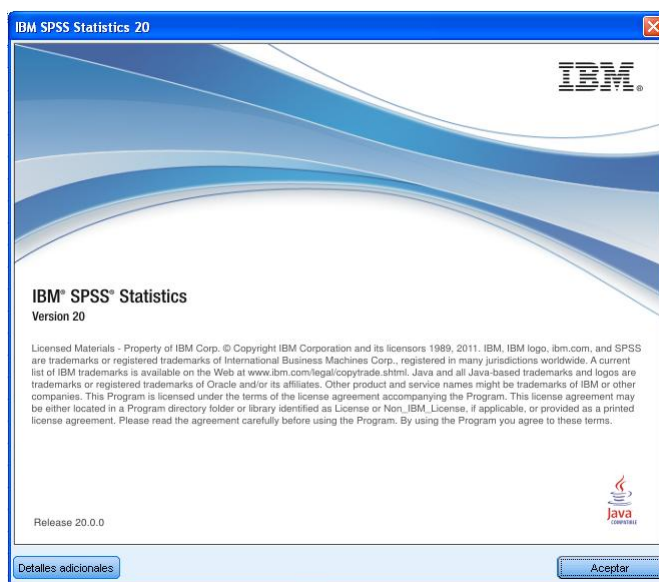 IBM SPSS Statistics 20
IBM®
IBM® SPSS® Statistics
Version 20
Licensed Materials - Property of IBM Corp. © Copyright IBM Corporation and its licensors 1989, 2011. IBM, IBM logo, ibm.com, and SPSS
are trademarks or registered trademarks of International Business Machines Corp., registered in many jurisdictions worldwide. A current
list of IBM trademarks is available on the Web at www.ibm.com/legal/copytrade.shtml. Java and all Java-based trademarks and logos are
trademarks or registered trademarks of Oracle and/or its affiliates. Other product and service names might be trademarks of IBM or other
companies. This Program is licensed under the terms of the license agreement accompanying the Program. This license agreement may
be either located in a Program directory folder or library identified as License or Non_IBM_License, if applicable, or provided as a printed
license agreement. Please read the agreement carefully before using the Program. By using the Program you agree to these terms.
Java
COMPATIBLE
Release 20.0.0
Detalles adicionales
Aceptar